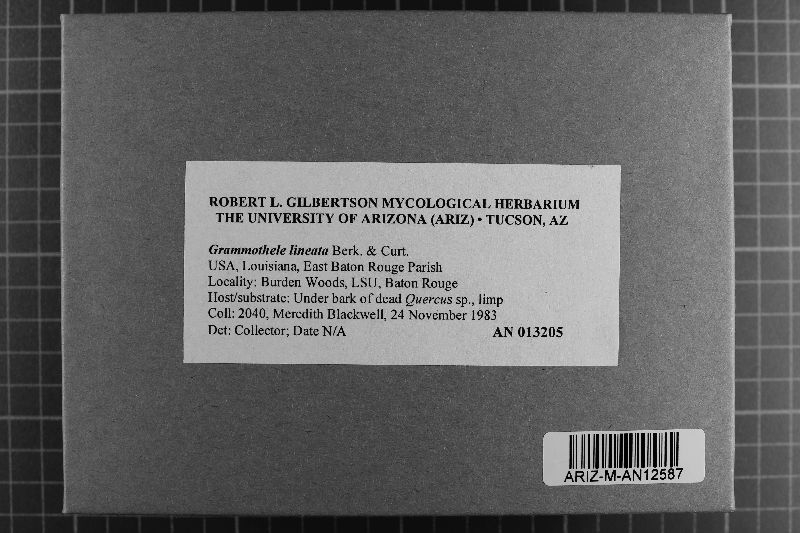 ROBERT L. GILBERTSON MYCOLOGICAL HERBARIUM
THE UNIVERSITY OF ARIZONA (ARIZ) • TUCSON, AZ
Grammothele lineata Berk. & Curt.
USA, Louisiana, East Baton Rouge Parish
Locality: Burden Woods, LSU, Baton Rouge
Host/substrate: Under bark of dead Quercus sp., limp
Coll: 2040, Meredith Blackwell, 24 November 1983
Det: Collector; Date N/A AN 013205
ARIZ-M-AN12587